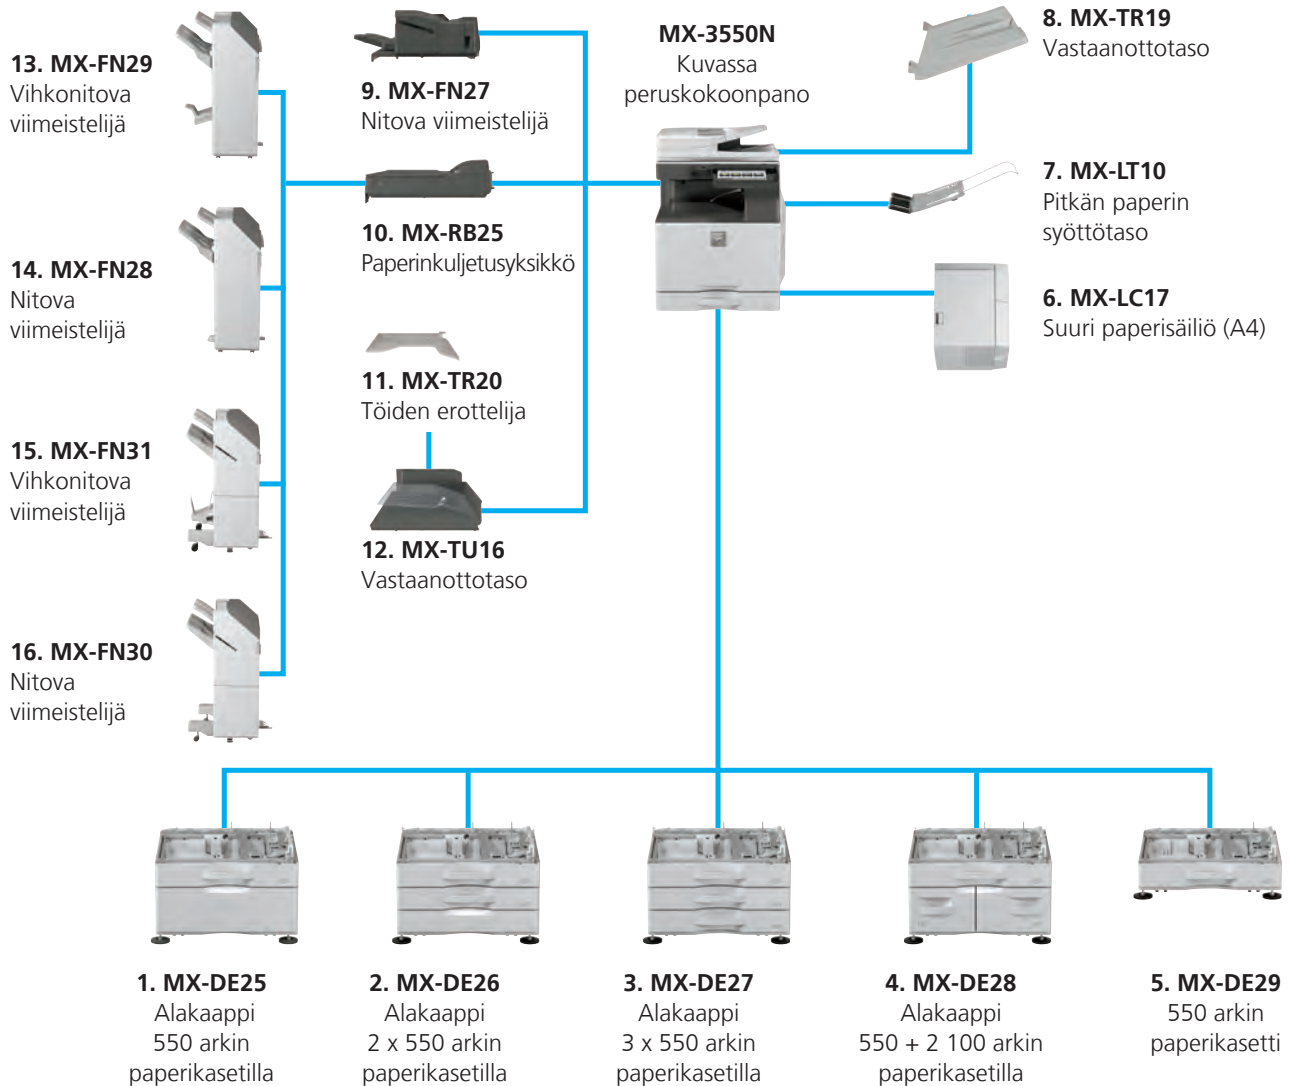 13. MX-FN29
Vihkonitova
viimeistelijä
14. MX-FN28
Nitova
viimeistelijä
15. MX-FN31
Vihkonitova
viimeistelijä
16. MX-FN30
Nitova
viimeistelijä
9. MX-FN27
Nitova viimeistelijä
10. MX-RB25
Paperinkuljetusyksikkö
11. MX-TR20
Töiden erottelija
12. MX-TU16
Vastaanottotaso
MX-3550N
Kuvassa
peruskokoonpano
8. MX-TR19
Vastaanottotaso
7. MX-LT10
Pitkän paperin
syöttötaso
6. MX-LC17
Suuri paperisäiliö (A4)
1. MX-DE25
Alakaappi
550 arkin
paperikasetilla
2. MX-DE26
Alakaappi
2 x 550 arkin
paperikasetilla
3. MX-DE27
Alakaappi
3 x 550 arkin
paperikasetilla
4. MX-DE28
Alakaappi
550 + 2 100 arkin
paperikasetilla
5. MX-DE29
550 arkin
paperikasetti